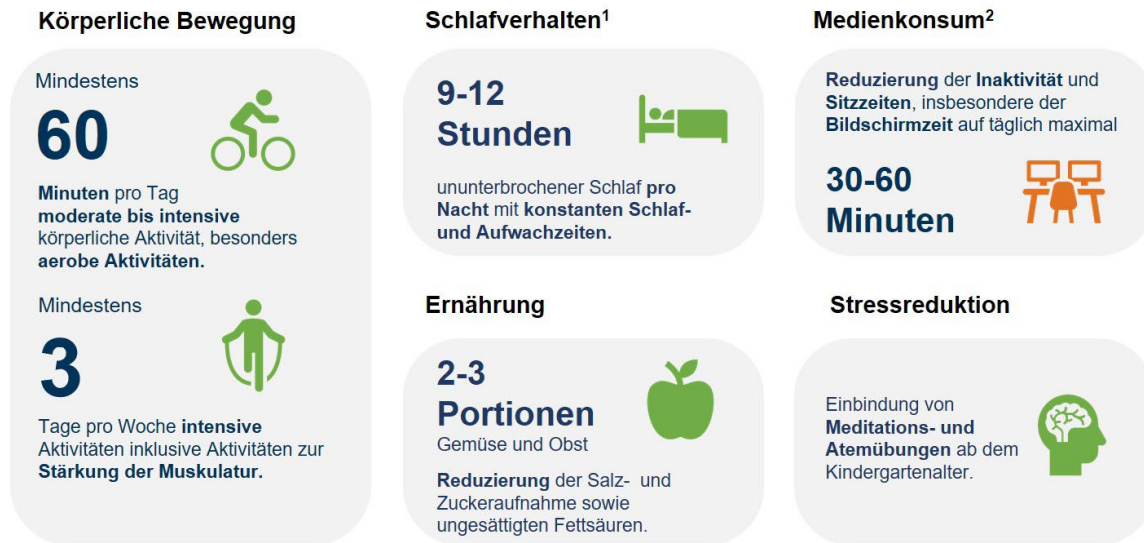 Körperliche Bewegung
Mindestens
60
Minuten pro Tag
moderate bis intensive
körperliche Aktivität, besonders
aerobe Aktivitäten.
Mindestens
3
Tage pro Woche intensive
Aktivitäten inklusive Aktivitäten zur
Stärkung der Muskulatur.
Schlafverhalten¹
9-12
Stunden
ununterbrochener Schlaf pro
Nacht mit konstanten Schlaf-
und Aufwachzeiten.
Medienkonsum²
Reduzierung der Inaktivität und
Sitzzeiten, insbesondere der
Bildschirmzeit auf täglich maximal
30-60
Minuten
Ernährung
2-3
Portionen
Gemüse und Obst
Reduzierung der Salz- und
Zuckeraufnahme sowie
ungesättigten Fettsäuren.
Stressreduktion
Einbindung von
Meditations- und
Atemübungen ab dem
Kindergartenalter.